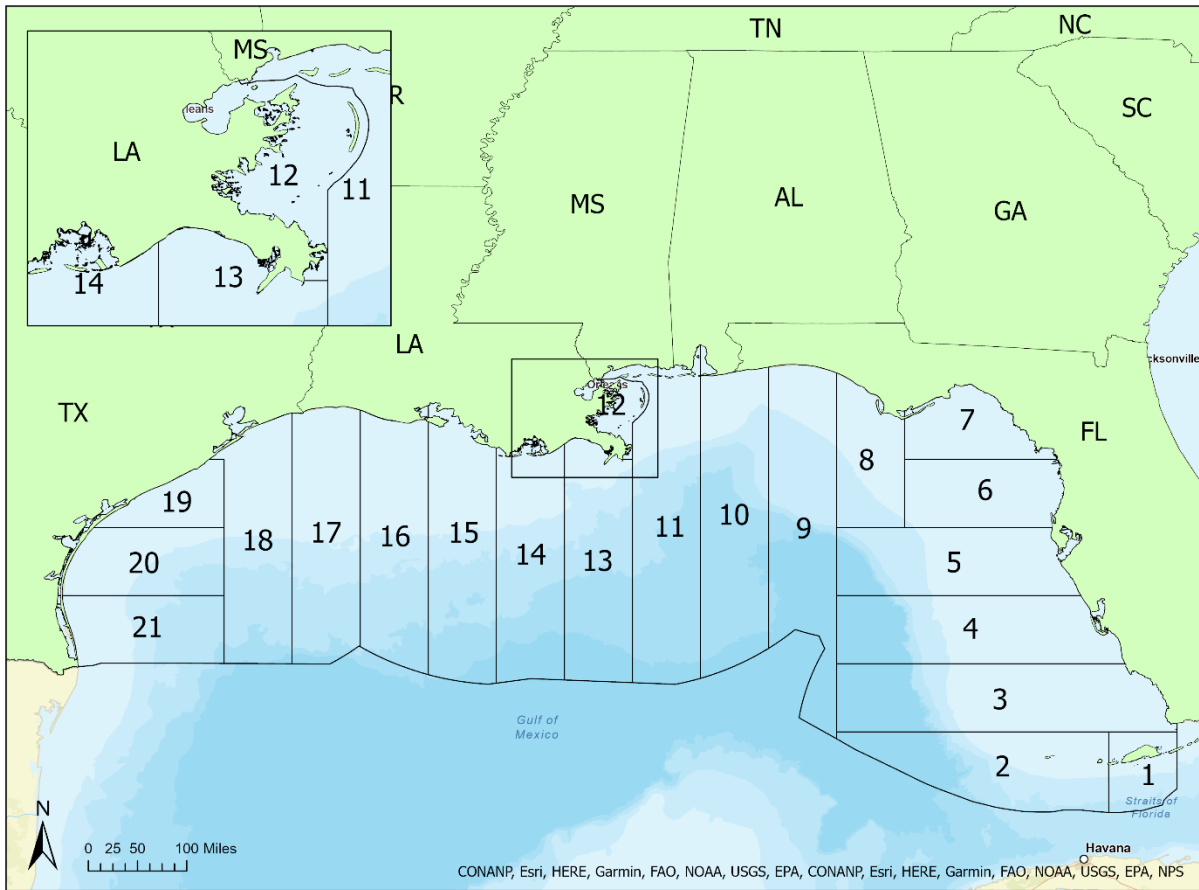 TN
NC
MS
R
SC
leans
LA
12
11
MS
AL
GA
14
13
LA
cksonville
Orleans
12
TX
7
FL
8
6
19
18
17
16
15
14
13
11
10
9
5
20
21
4
3
Gulf of
Mexico
2
1
Straits of
Florida
N
0 25 50 100 Miles
Havana
CONANP, Esri, HERE, Garmin, FAO, NOAA, USGS, EPA, CONANP, Esri, HERE, Garmin, FAO, NOAA, USGS, EPA, NPS